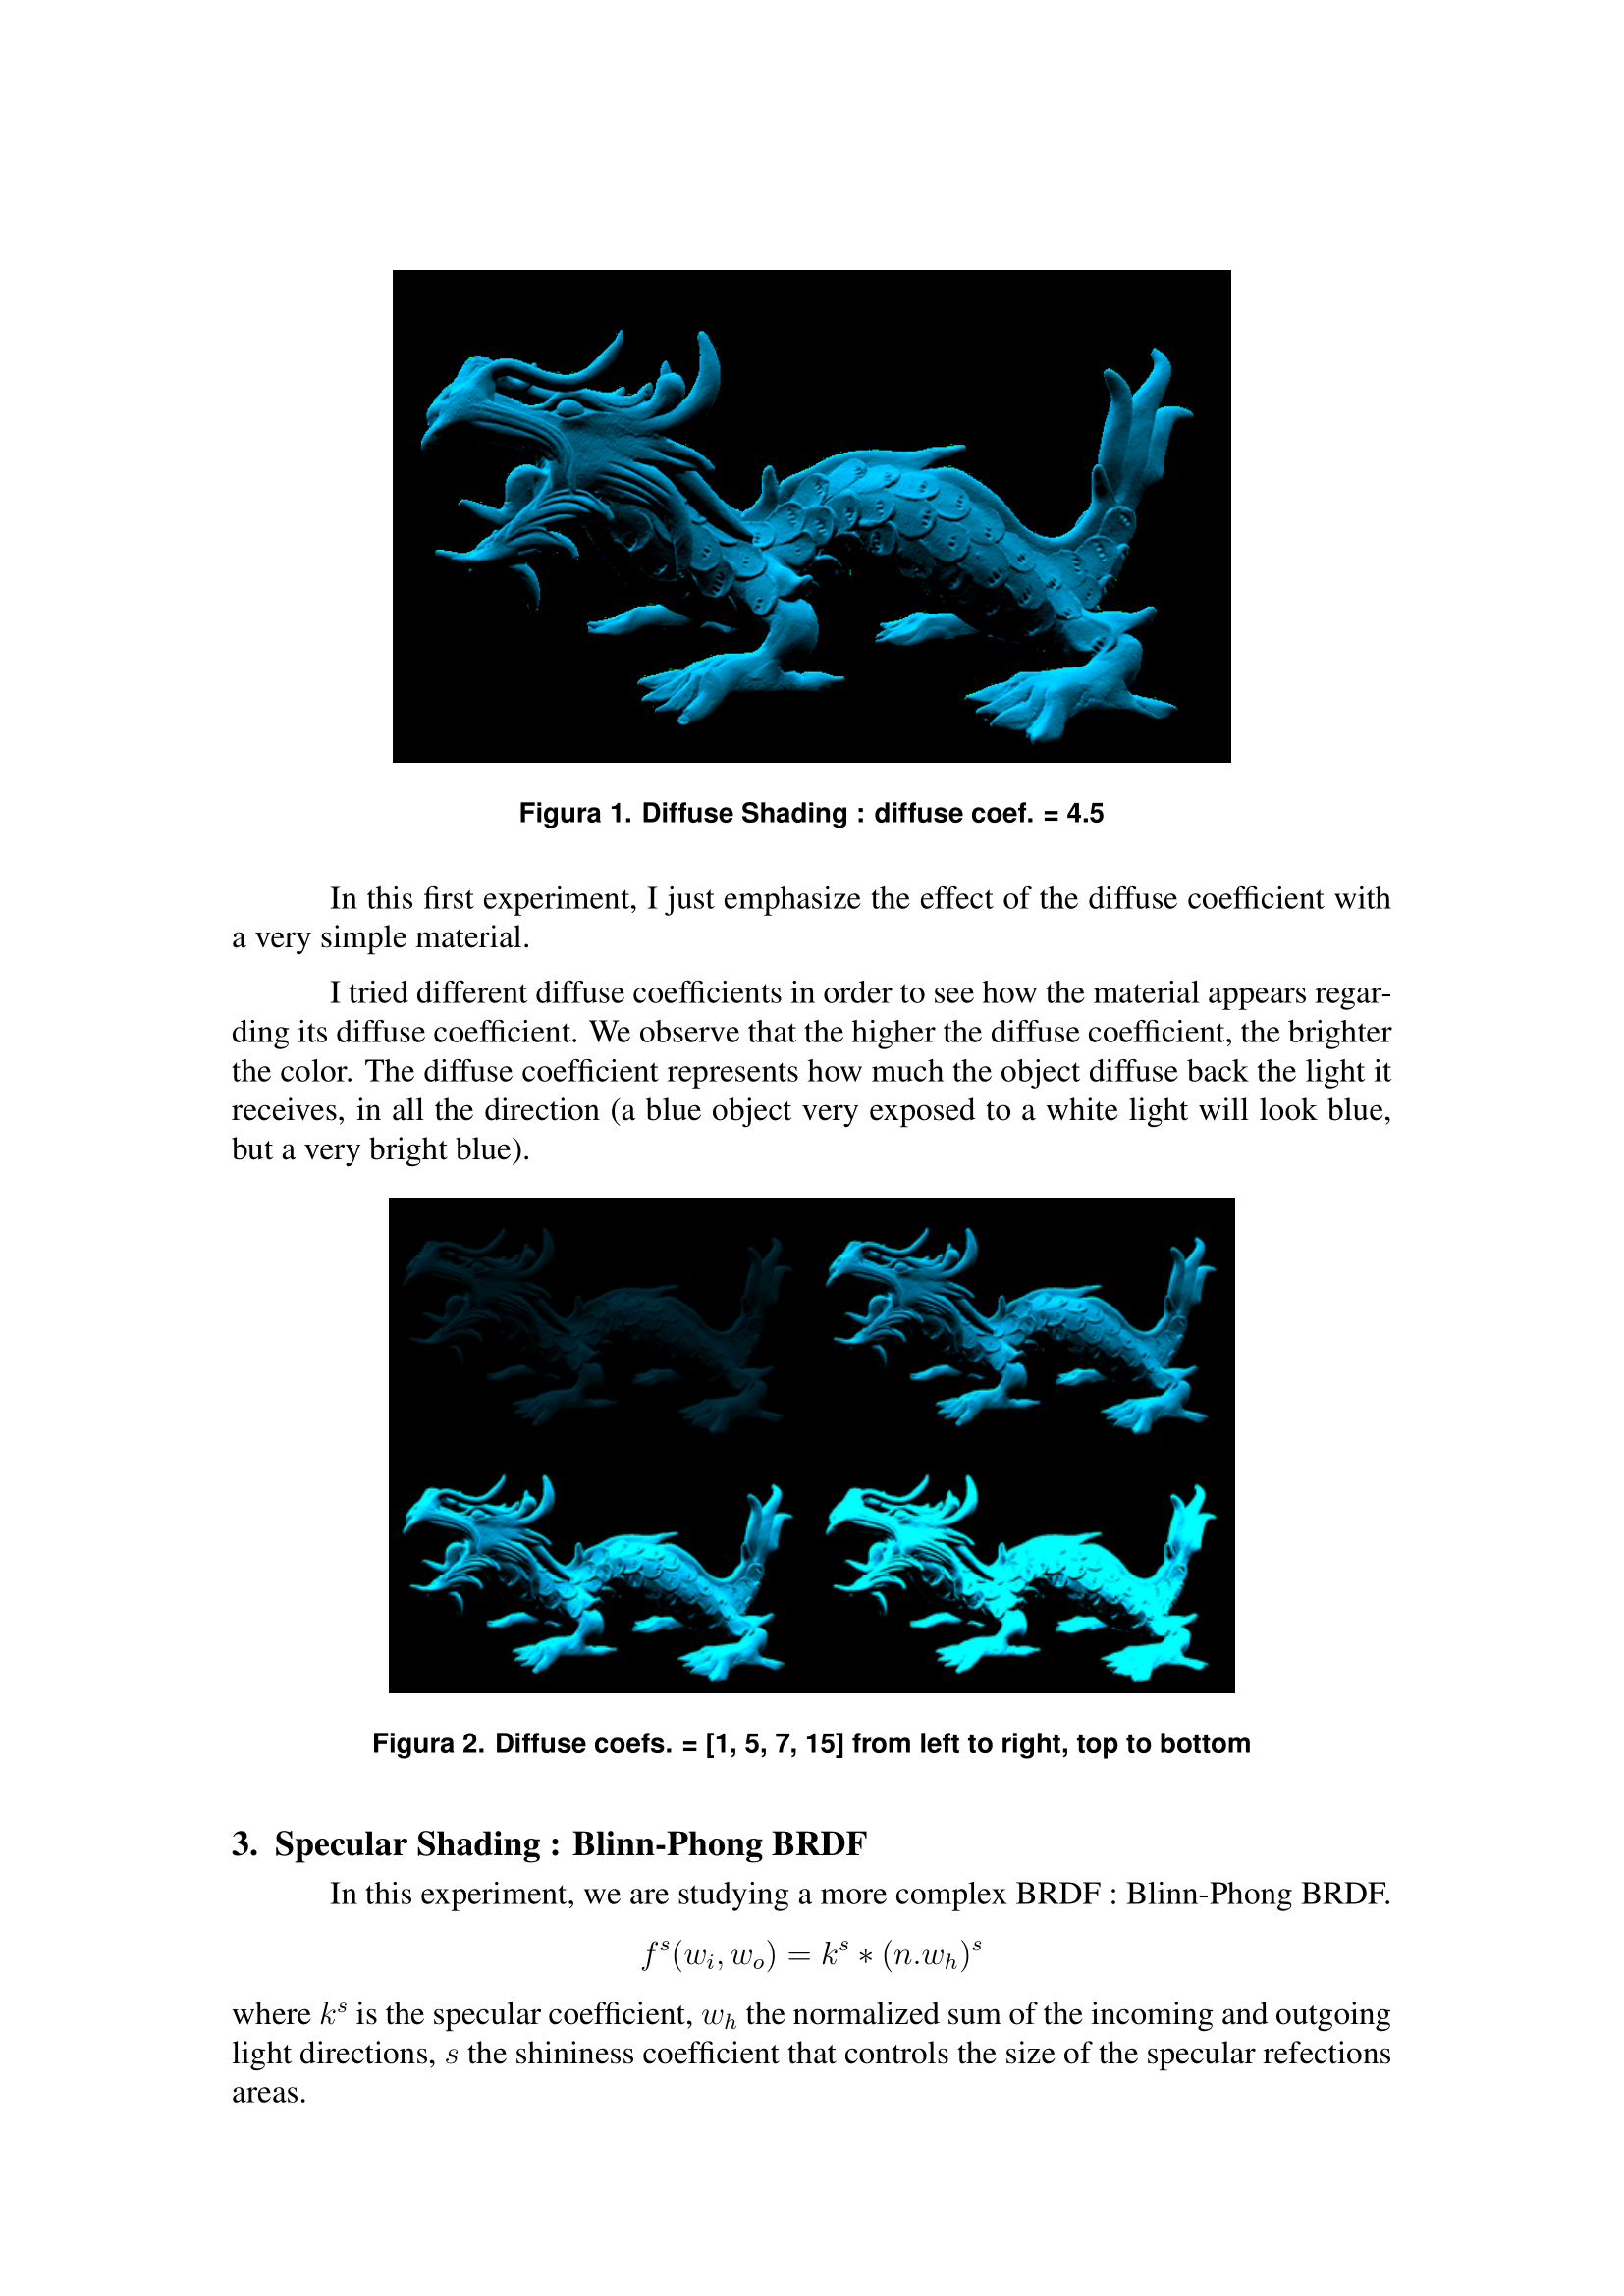 Figura 1. Diffuse Shading : diffuse coef. = 4.5
In this first experiment, I just emphasize the effect of the diffuse coefficient with
a very simple material.
I tried different diffuse coefficients in order to see how the material appears regar-
ding its diffuse coefficient. We observe that the higher the diffuse coefficient, the brighter
the color. The diffuse coefficient represents how much the object diffuse back the light it
receives, in all the direction (a blue object very exposed to a white light will look blue,
but a very bright blue).
Figura 2. Diffuse coefs. = [1, 5, 7, 15] from left to right, top to bottom
3. Specular Shading : Blinn-Phong BRDF
In this experiment, we are studying a more complex BRDF : Blinn-Phong BRDF.
$f^s(w_i, w_o) = k^s * (n.w_h)^s$
where $k^s$ is the specular coefficient, $w_h$ the normalized sum of the incoming and outgoing
light directions, $s$ the shininess coefficient that controls the size of the specular refections
areas.